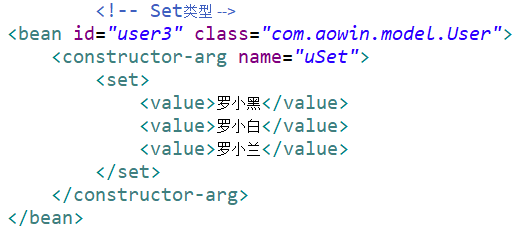 <!-- Set类型 -->
<bean id="user3" class="com.aowin.model.User">
<constructor-arg name="uSet">
<set>
<value>罗小黑</value>
<value>罗小白</value>
<value>罗小兰</value>
</set>
</constructor-arg>
</bean>